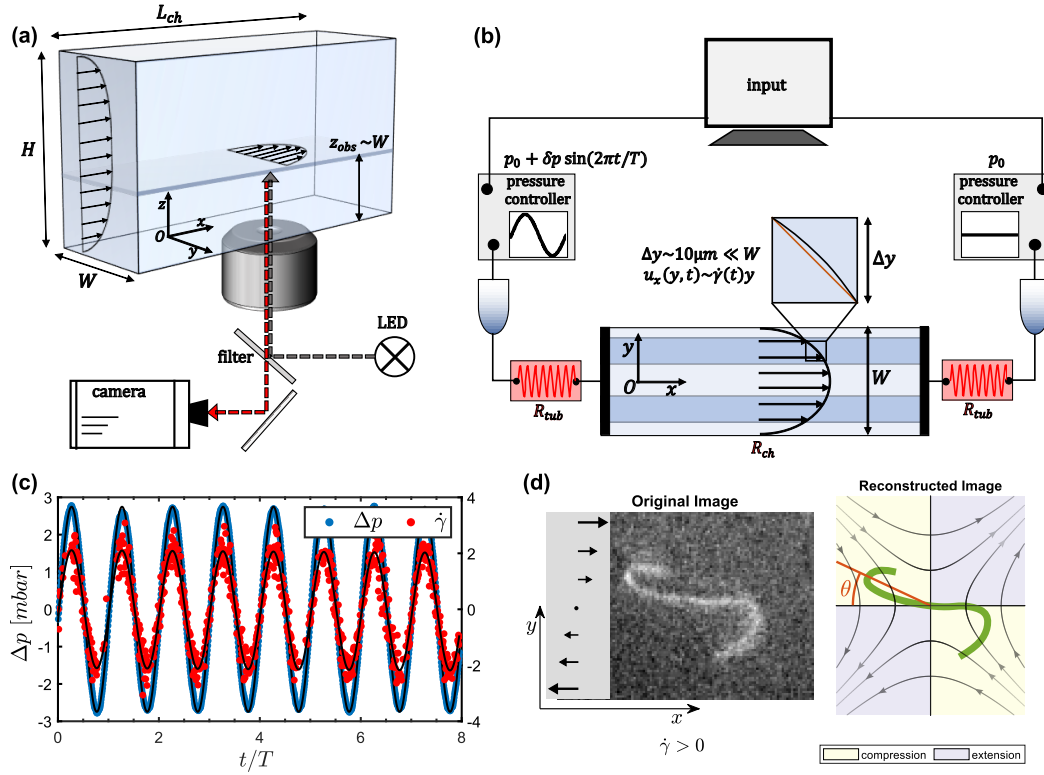 (a)
L_ch
H
z_obs ~W
z
x
O
y
W
LED
filter
camera
(b)
input
p_0 + δp sin(2πt/T)
pressure
controller
p_0
pressure
controller
Δy~10μm ≪ W
u_x(y, t)~γ̇(t)y
Δy
y
O
x
W
R_tub
R_ch
R_tub
(c)
3
2
1
0
-1
-2
-3
Δp [mbar]
Δp
γ̇
4
2
0
-2
-4
0 2 4 6 8
t/T
(d)
Original Image
y
x
γ̇ > 0
Reconstructed Image
θ
compression
extension